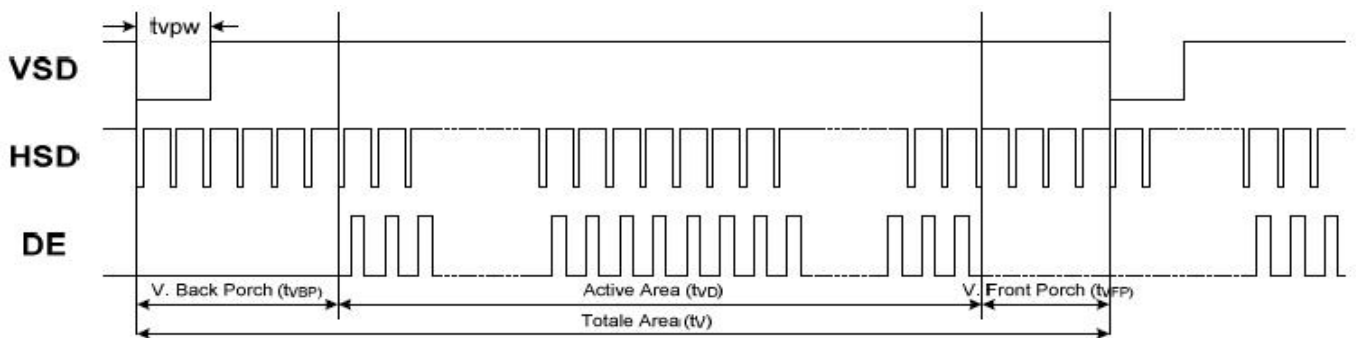 tvpw
VSD
HSD
DE
V. Back Porch (tVBP)
Active Area (tVD)
V. Front Porch (tVFP)
Totale Area (tV)